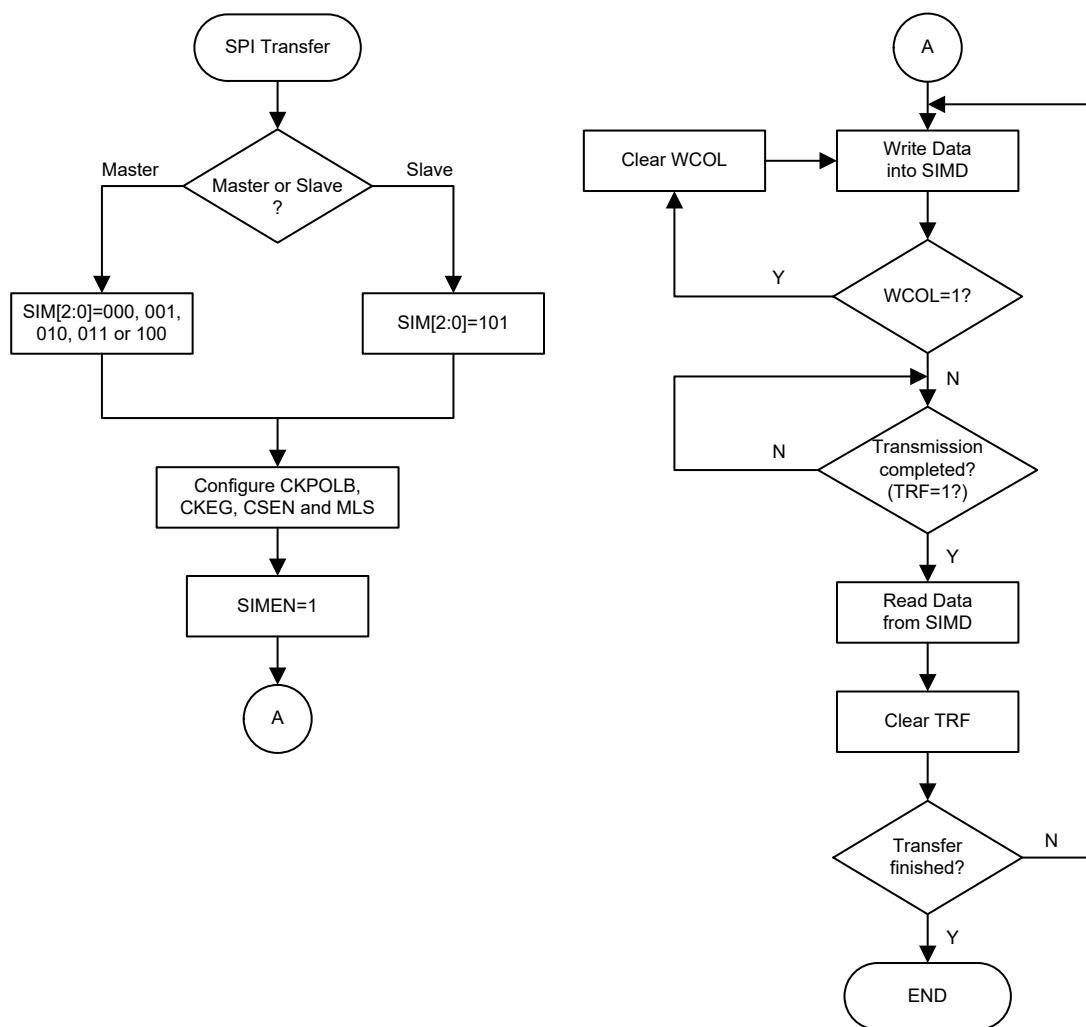 SPI Transfer
Master
Slave
Master or Slave
?
SIM[2:0]=000, 001,
010, 011 or 100
SIM[2:0]=101
Configure CKPOLB,
CKEG, CSEN and MLS
SIMEN=1
A
A
Clear WCOL
Write Data
into SIMD
Y
WCOL=1?
N
N
Transmission
completed?
(TRF=1?)
Y
Read Data
from SIMD
Clear TRF
Transfer
finished?
N
Y
END